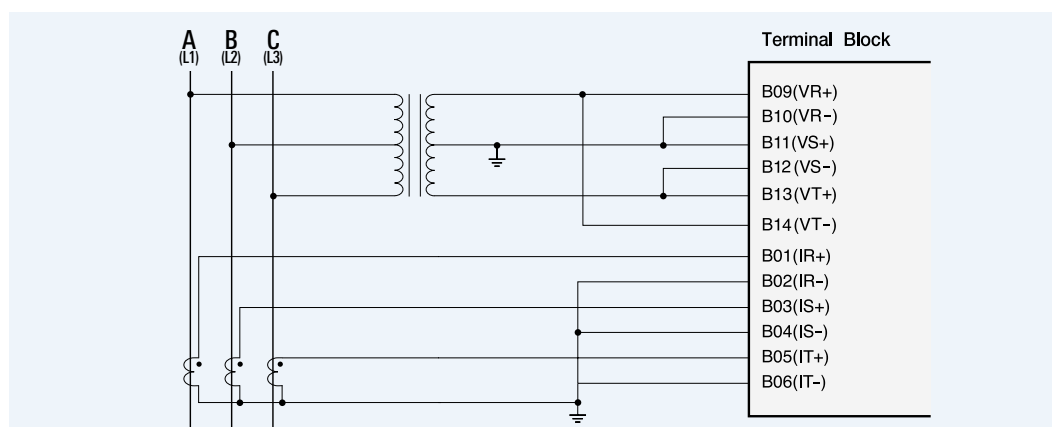 A B C
(L1) (L2) (L3)
Terminal Block
B09(VR+)
B10(VR-)
B11(VS+)
B12(VS-)
B13(VT+)
B14(VT-)
B01(IR+)
B02(IR-)
B03(IS+)
B04(IS-)
B05(IT+)
B06(IT-)